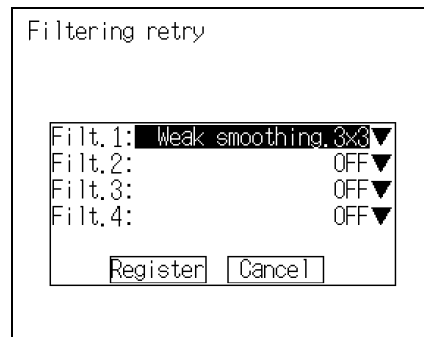 Filtering retry
Filt.1: Weak smoothing.3x3▼
Filt.2: OFF▼
Filt.3: OFF▼
Filt.4: OFF▼
Register Cancel